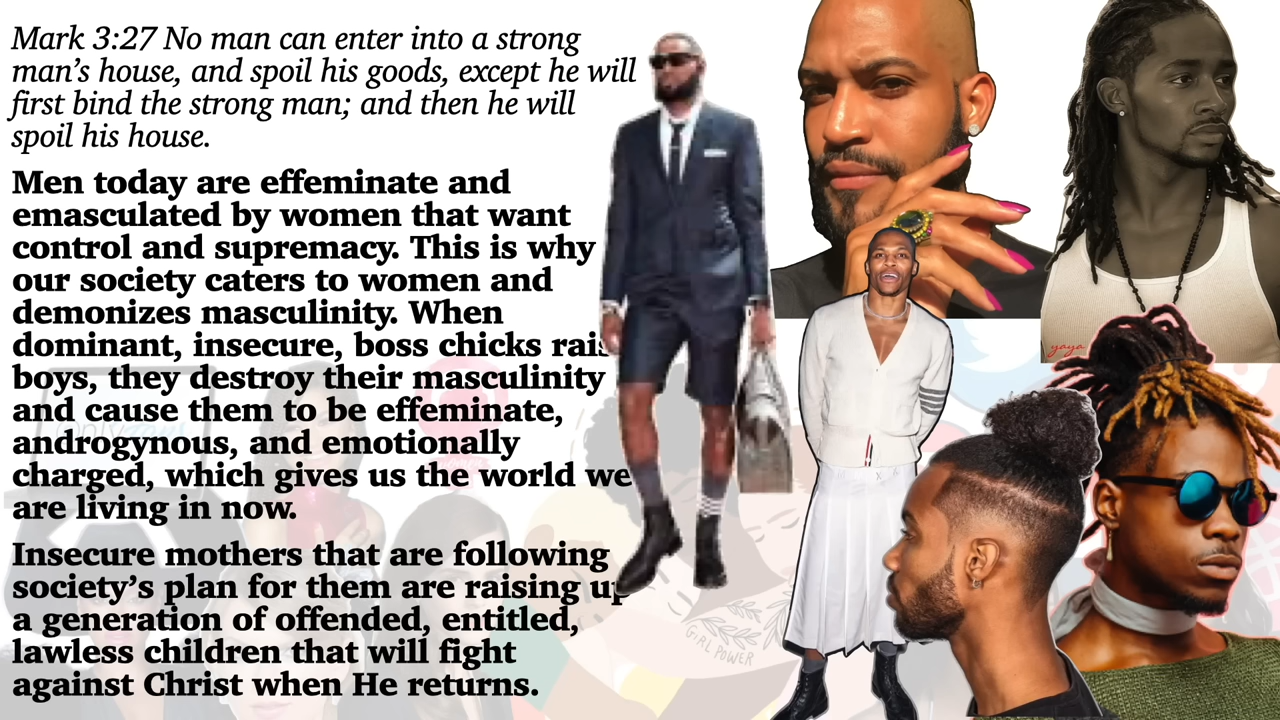 Mark 3:27 No man can enter into a strong
man's house, and spoil his goods, except he will
first bind the strong man; and then he will
spoil his house.
Men today are effeminate and
emasculated by women that want
control and supremacy. This is why
our society caters to women and
demonizes masculinity. When
dominant, insecure, boss chicks rais
boys, they destroy their masculinity
and cause them to be effeminate,
androgynous, and emotionally
charged, which gives us the world we
are living in now.
Insecure mothers that are following
society's plan for them are raising up
a generation of offended, entitled,
lawless children that will fight
against Christ when He returns.
yaya
GIRL POWER